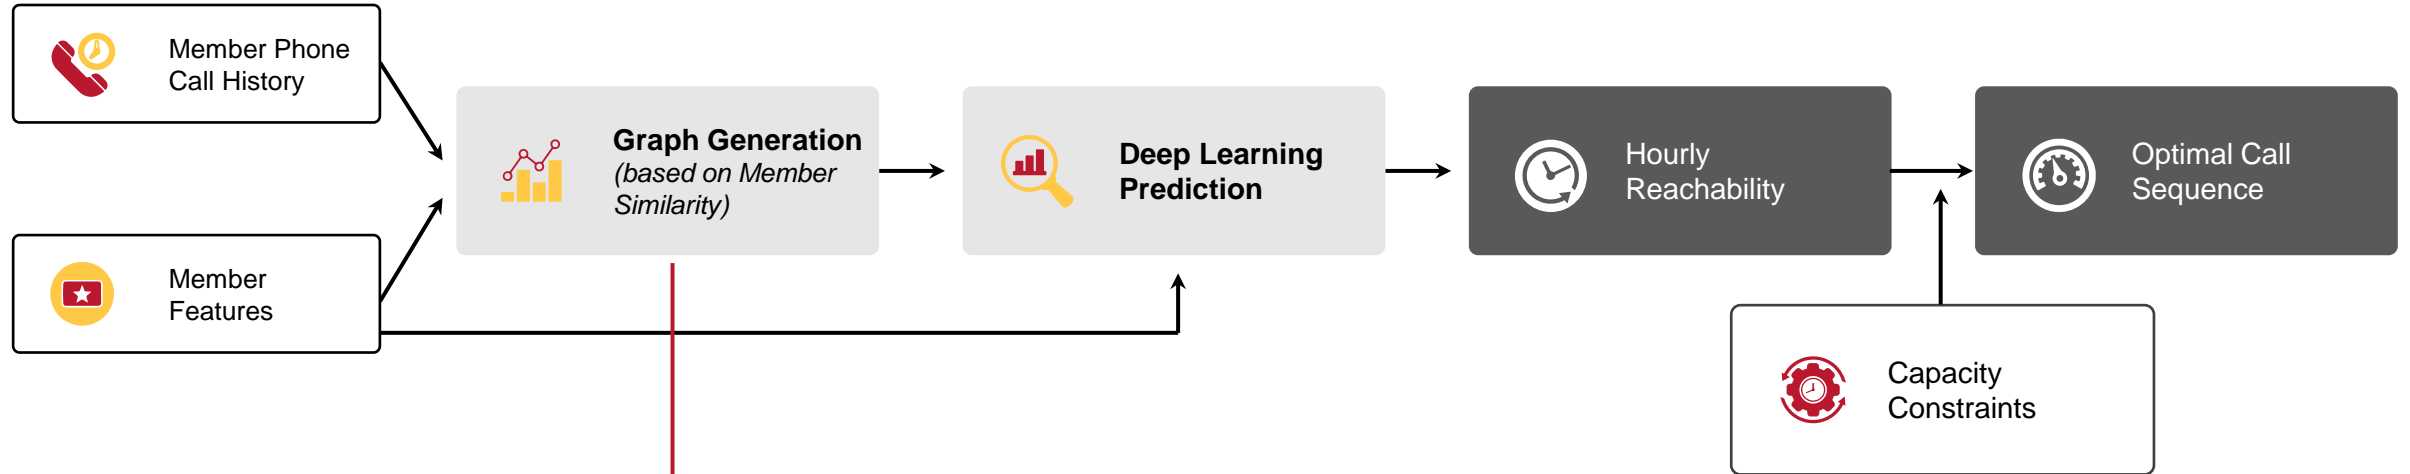 Member Phone
Call History
Member
Features
Graph Generation
(based on Member
Similarity)
Deep Learning
Prediction
Hourly
Reachability
Optimal Call
Sequence
Capacity
Constraints